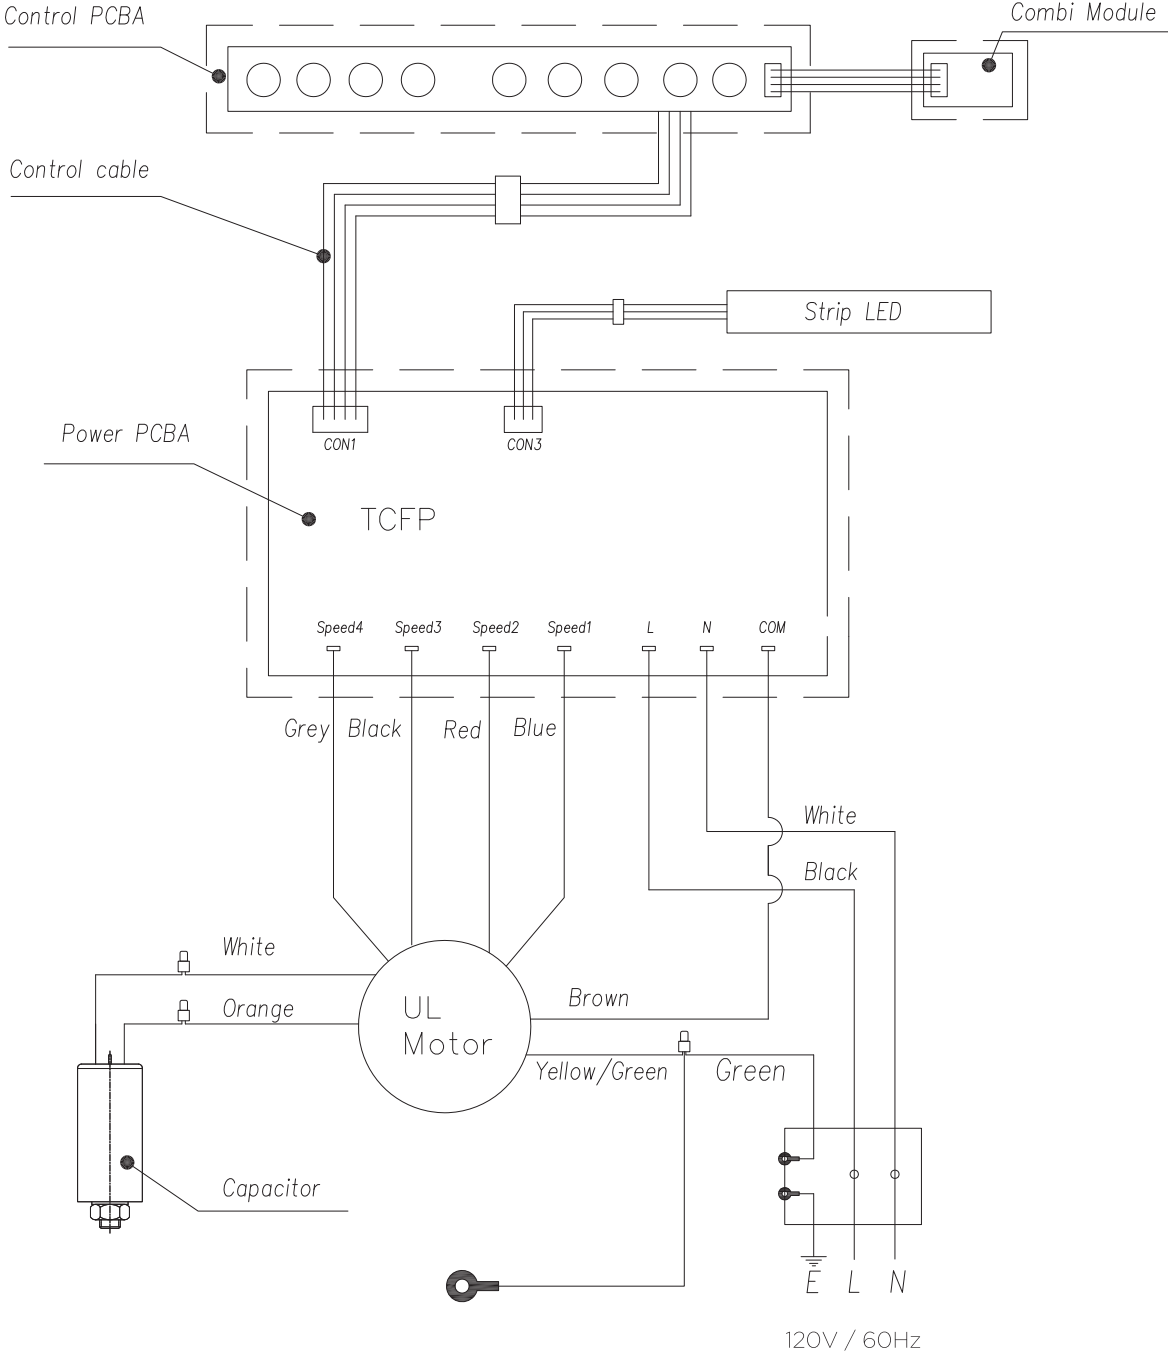 Control PCBA
Combi Module
Control cable
Strip LED
Power PCBA
CON1
CON3
TCFP
Speed4
Speed3
Speed2
Speed1
L
N
COM
Grey
Black
Red
Blue
White
Black
White
Orange
UL
Motor
Brown
Yellow/Green
Green
Capacitor
E
L
N
120V / 60Hz